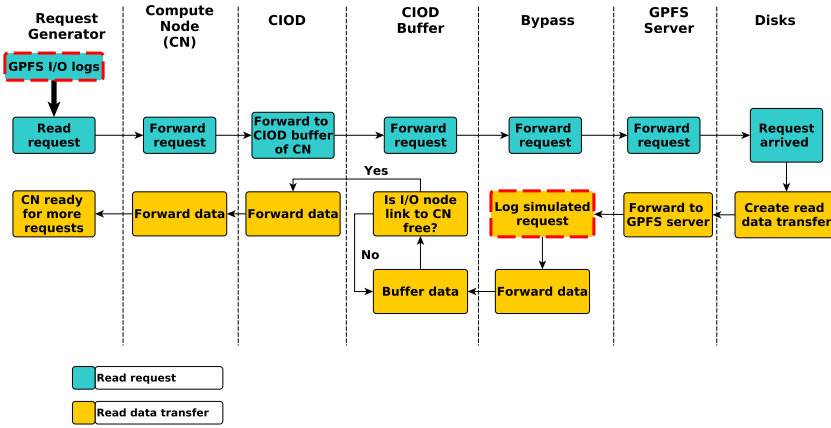 Request
Generator
Compute
Node
(CN)
CIOD
CIOD
Buffer
Bypass
GPFS
Server
Disks
GPFS I/O logs
Read
request
Forward
request
Forward to
CIOD buffer
of CN
Forward
request
Forward
request
Forward
request
Request
arrived
Yes
CN ready
for more
requests
Forward data
Forward data
Is I/O node
link to CN
free?
Log simulated
request
Forward to
GPFS server
Create read
data transfer
No
Buffer data
Forward data
Read request
Read data transfer